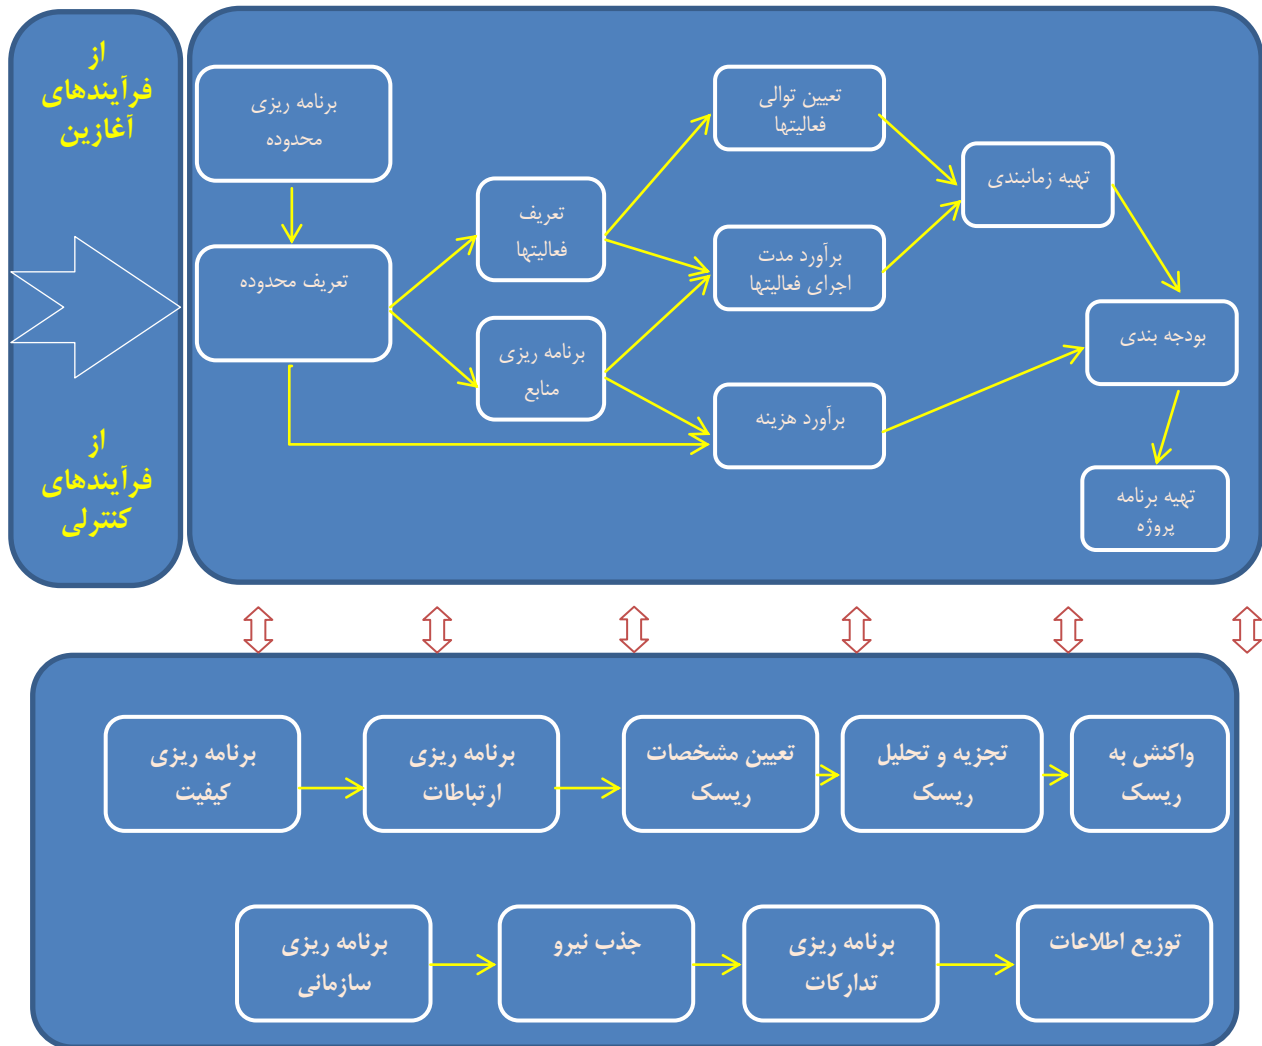 از
فرآیندهای
آغازین
از
فرآیندهای
کنترلی
برنامه ریزی
محدوده
تعریف محدوده
تعریف
فعالیتها
برنامه ریزی
منابع
تعیین توالی
فعالیتها
برآورد مدت
اجرای فعالیتها
برآورد هزینه
تهیه زمانبندی
بودجه بندی
تهیه برنامه
پروژه
برنامه ریزی
کیفیت
برنامه ریزی
ارتباطات
تعیین مشخصات
ریسک
تجزیه و تحلیل
ریسک
واکنش به
ریسک
برنامه ریزی
سازمانی
جذب نیرو
برنامه ریزی
تدارکات
توزیع اطلاعات